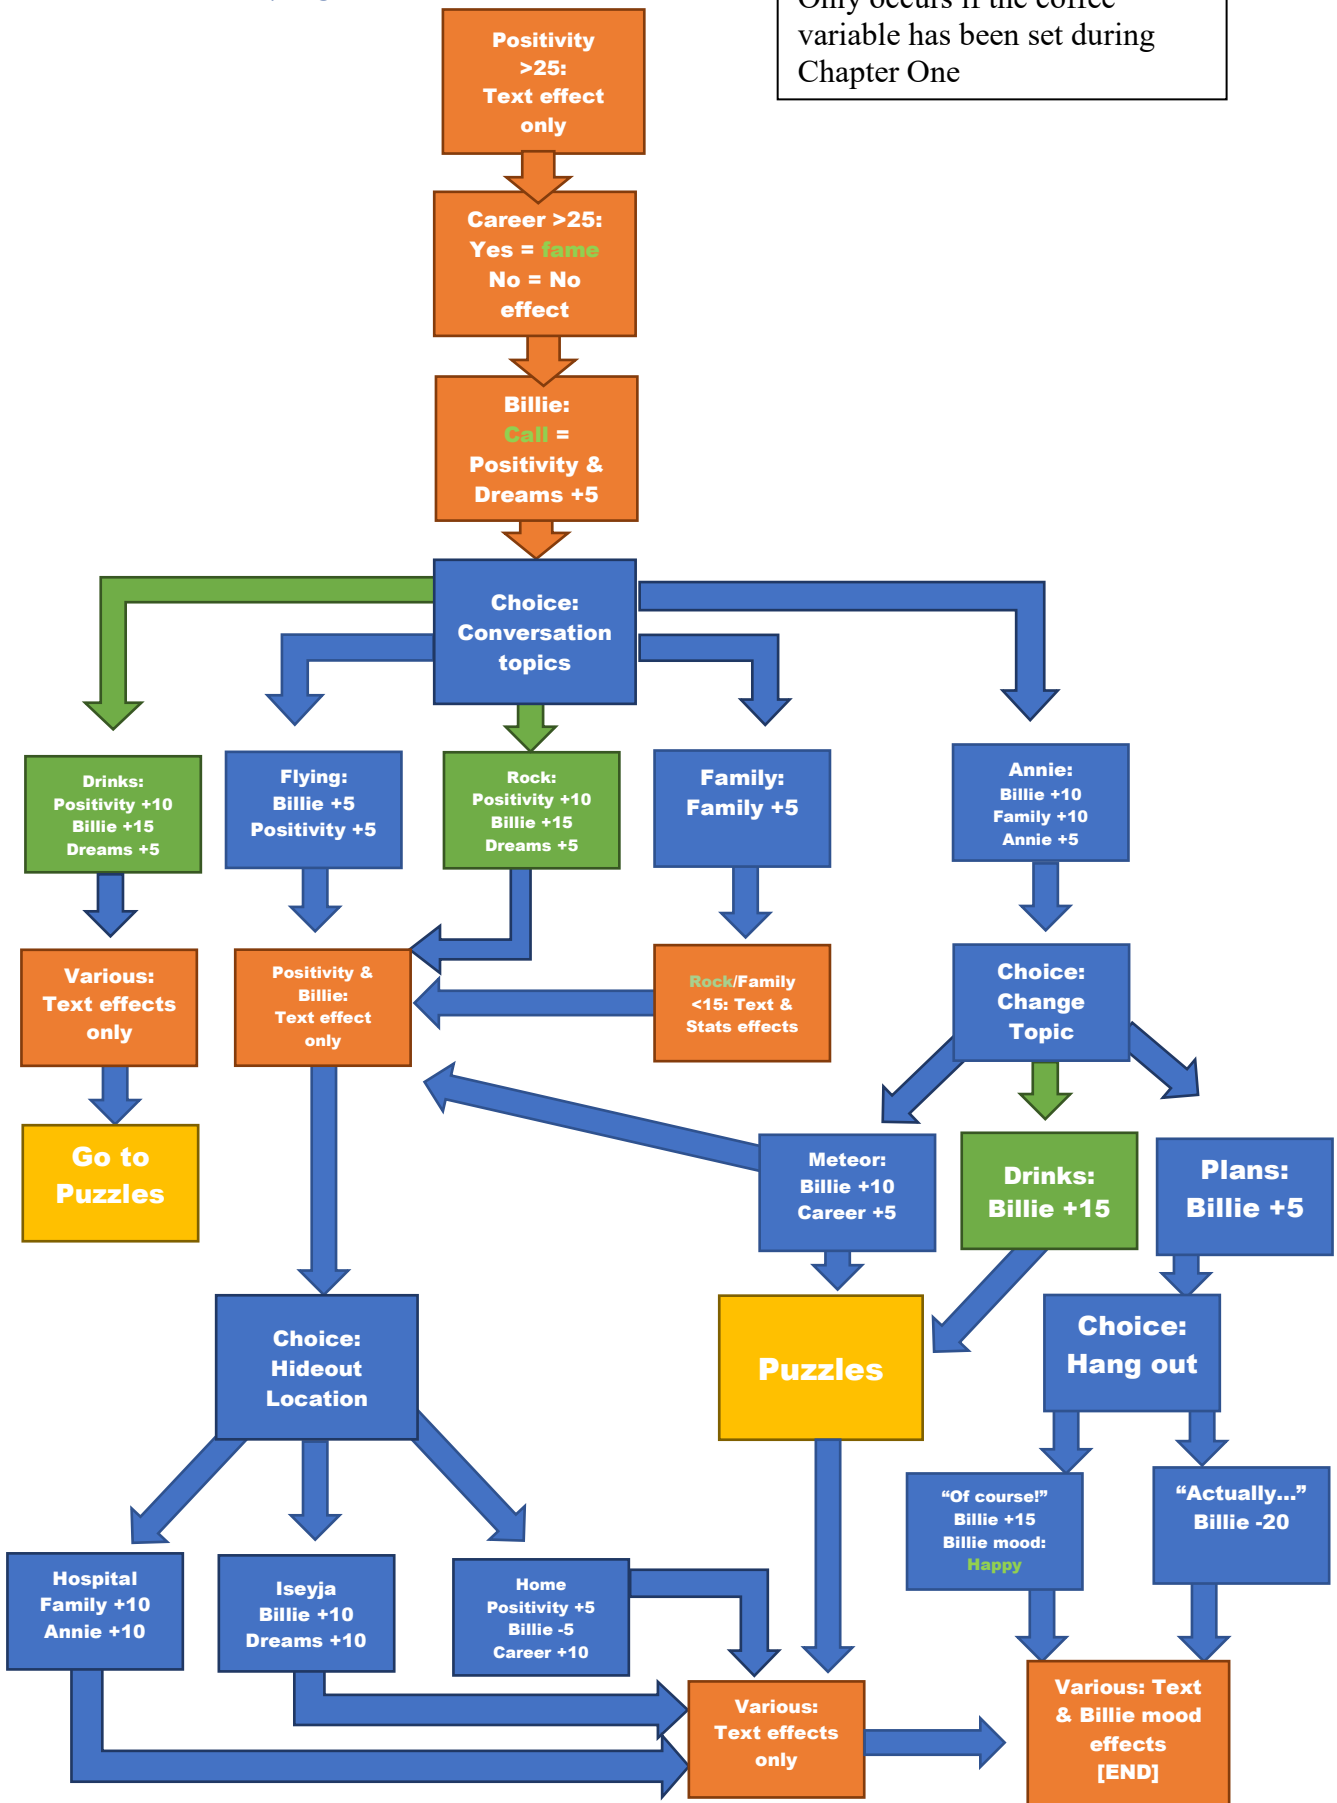 Only occurs if the coffee
variable has been set during
Chapter One
Positivity
>25:
Text effect
only
Career >25:
Yes = fame
No = No
effect
Billie:
Call =
Positivity &
Dreams +5
Choice:
Conversation
topics
Drinks:
Positivity +10
Billie +15
Dreams +5
Flying:
Billie +5
Positivity +5
Rock:
Positivity +10
Billie +15
Dreams +5
Family:
Family +5
Annie:
Billie +10
Family +10
Annie +5
Various:
Text effects
only
Positivity &
Billie:
Text effect
only
Rock/Family
<15: Text &
Stats effects
Choice:
Change
Topic
Go to
Puzzles
Meteor:
Billie +10
Career +5
Drinks:
Billie +15
Plans:
Billie +5
Choice:
Hideout
Location
Puzzles
Choice:
Hang out
"Of course!"
Billie +15
Billie mood:
Happy
"Actually…"
Billie -20
Hospital
Family +10
Annie +10
Iseyja
Billie +10
Dreams +10
Home
Positivity +5
Billie -5
Career +10
Various:
Text effects
only
Various: Text
& Billie mood
effects
[END]